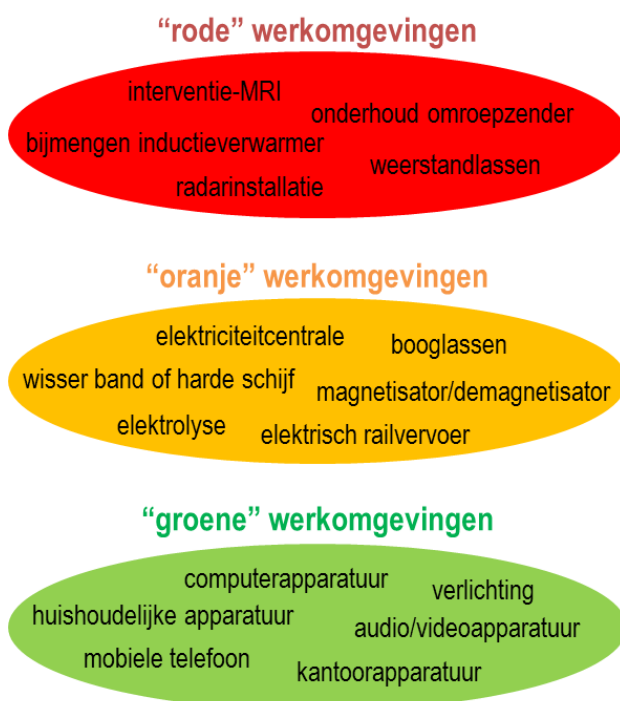 “rode” werkomgevingen
interventie-MRI
onderhoud omroepzender
bijmengen inductieverwarmer
weerstandlassen
radarinstallatie
“oranje” werkomgevingen
elektriciteitcentrale
booglassen
wisser band of harde schijf
magnetisator/demagnetisator
elektrolyse
elektrisch railvervoer
“groene” werkomgevingen
computerapparatuur
verlichting
huishoudelijke apparatuur
audio/videoapparatuur
mobiele telefoon
kantoorapparatuur